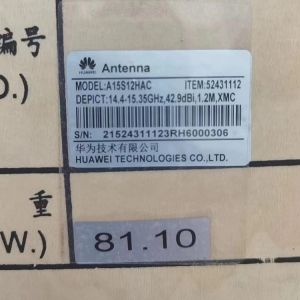 编号
HUAWEI
Antenna
O.)
MODEL:A15S12HAC
ITEM:52431112
DEPICT:14.4-15.35GHz,42.9dBi,1.2M,XMC
S/N: 21524311123RH6000306
华为技术有限公司
HUAWEI TECHNOLOGIES CO.,LTD.
重
W.)
81.10